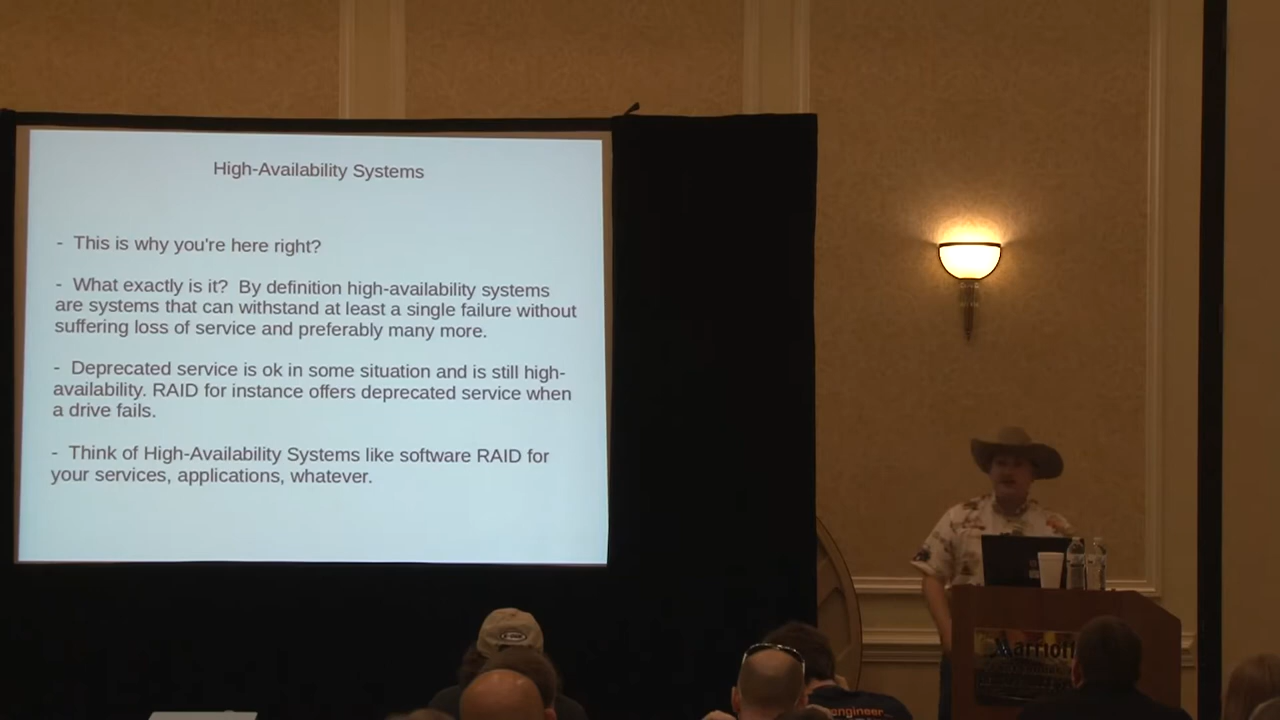 High-Availability Systems
- This is why you're here right?
- What exactly is it? By definition high-availability systems
are systems that can withstand at least a single failure without
suffering loss of service and preferably many more.
- Deprecated service is ok in some situation and is still high-
availability. RAID for instance offers deprecated service when
a drive fails.
- Think of High-Availability Systems like software RAID for
your services, applications, whatever.
Marriott
engineer